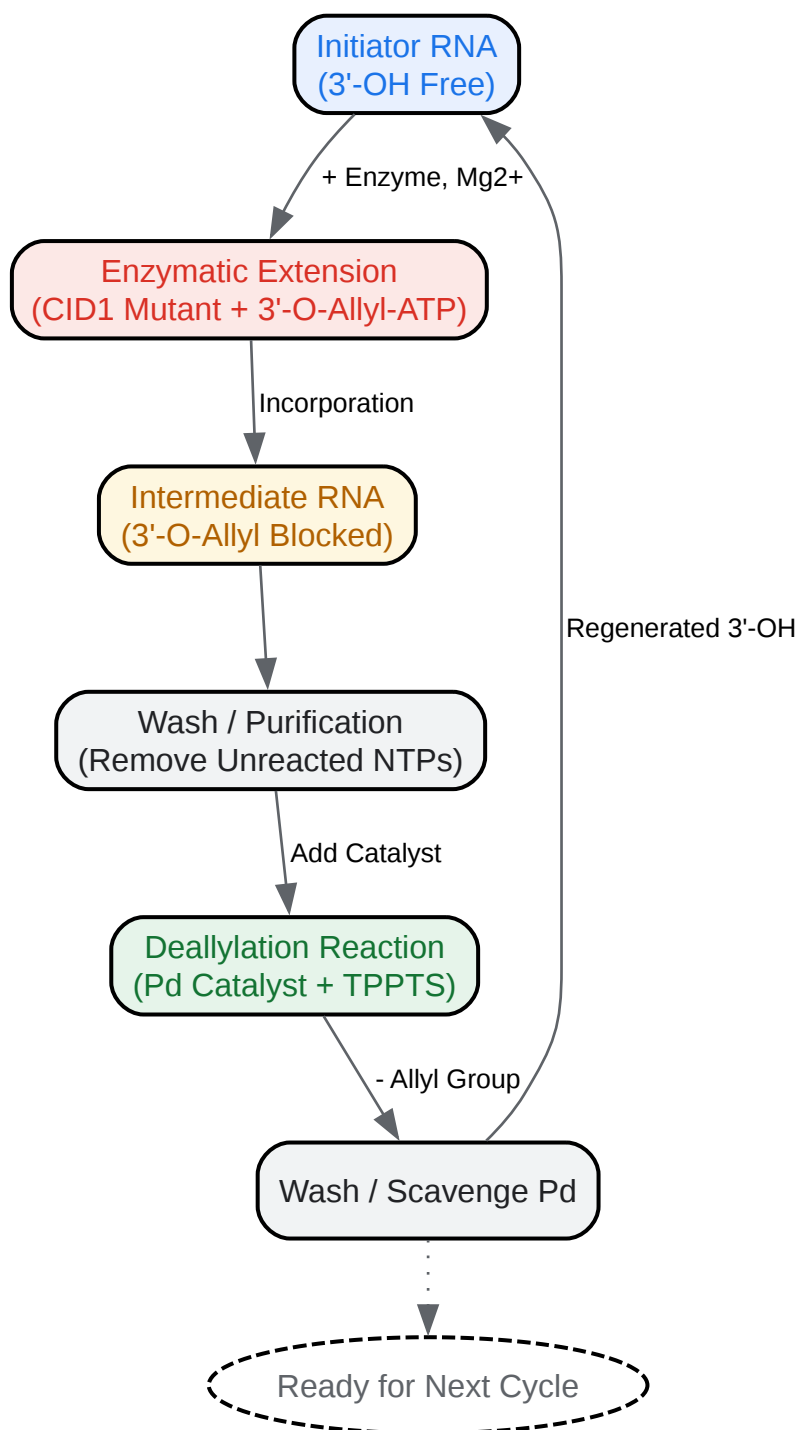 Initiator RNA
(3'-OH Free)
+ Enzyme, Mg2+
Enzymatic Extension
(CID1 Mutant + 3'-O-Allyl-ATP)
Incorporation
Intermediate RNA
(3'-O-Allyl Blocked)
Regenerated 3'-OH
Wash / Purification
(Remove Unreacted NTPs)
Add Catalyst
Deallylation Reaction
(Pd Catalyst + TPPTS)
- Allyl Group
Wash / Scavenge Pd
Ready for Next Cycle